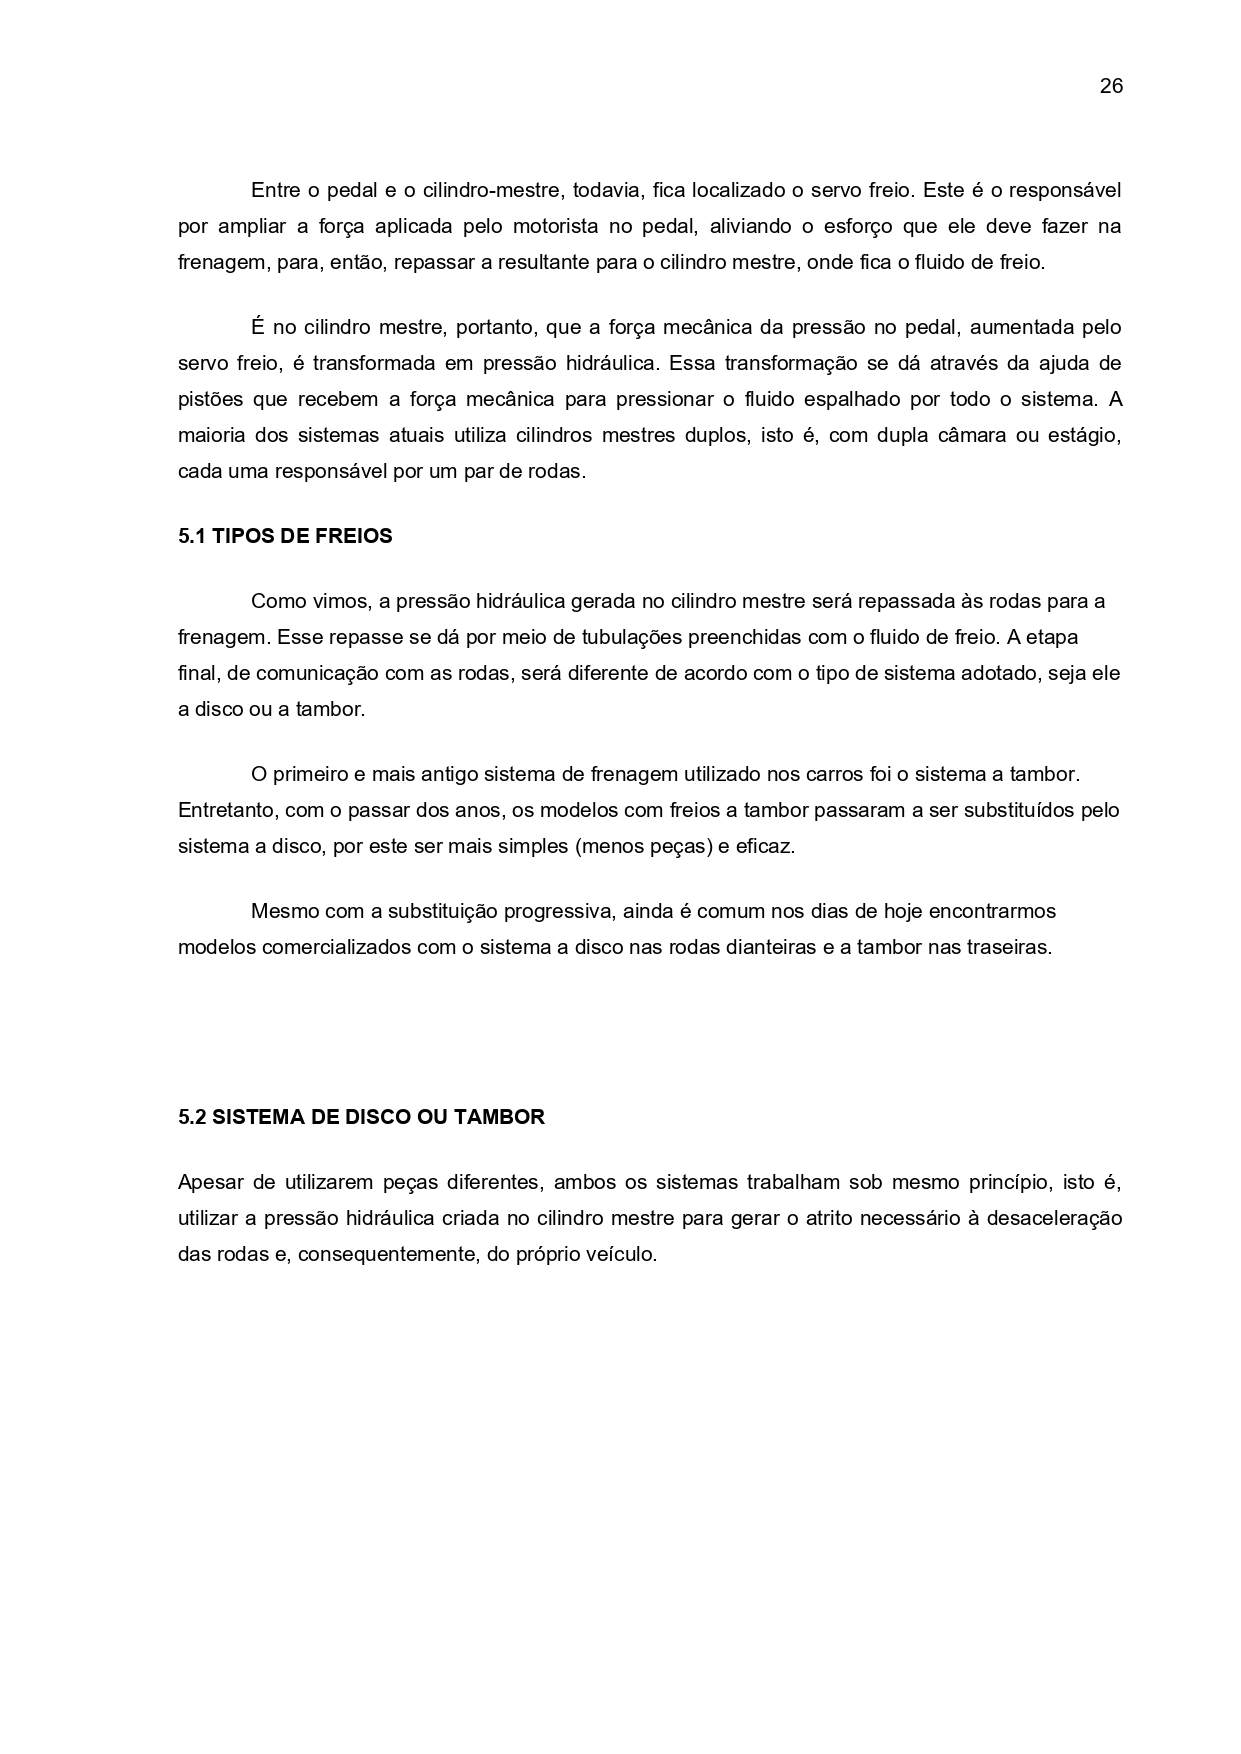 26
Entre o pedal e o cilindro-mestre, todavia, fica localizado o servo freio. Este é o responsável
por ampliar a força aplicada pelo motorista no pedal, aliviando o esforço que ele deve fazer na
frenagem, para, então, repassar a resultante para o cilindro mestre, onde fica o fluido de freio.
É no cilindro mestre, portanto, que a força mecânica da pressão no pedal, aumentada pelo
servo freio, é transformada em pressão hidráulica. Essa transformação se dá através da ajuda de
pistões que recebem a força mecânica para pressionar o fluido espalhado por todo o sistema. A
maioria dos sistemas atuais utiliza cilindros mestres duplos, isto é, com dupla câmara ou estágio,
cada uma responsável por um par de rodas.
5.1 TIPOS DE FREIOS
Como vimos, a pressão hidráulica gerada no cilindro mestre será repassada às rodas para a
frenagem. Esse repasse se dá por meio de tubulações preenchidas com o fluido de freio. A etapa
final, de comunicação com as rodas, será diferente de acordo com o tipo de sistema adotado, seja ele
a disco ou a tambor.
O primeiro e mais antigo sistema de frenagem utilizado nos carros foi o sistema a tambor.
Entretanto, com o passar dos anos, os modelos com freios a tambor passaram a ser substituídos pelo
sistema a disco, por este ser mais simples (menos peças) e eficaz.
Mesmo com a substituição progressiva, ainda é comum nos dias de hoje encontrarmos
modelos comercializados com o sistema a disco nas rodas dianteiras e a tambor nas traseiras.
5.2 SISTEMA DE DISCO OU TAMBOR
Apesar de utilizarem peças diferentes, ambos os sistemas trabalham sob mesmo princípio, isto é,
utilizar a pressão hidráulica criada no cilindro mestre para gerar o atrito necessário à desaceleração
das rodas e, consequentemente, do próprio veículo.